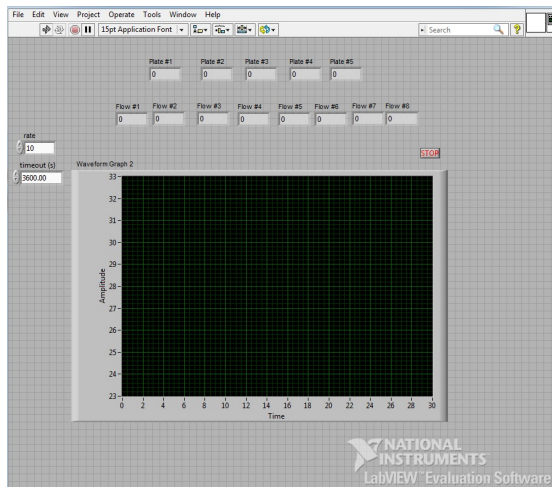 File Edit View Project Operate Tools Window Help
15pt Application Font Search ?
Plate #1 Plate #2 Plate #3 Plate #4 Plate #5
0 0 0 0 0
Flow #1 Flow #2 Flow #3 Flow #4 Flow #5 Flow #6 Flow #7 Flow #8
0 0 0 0 0 0 0 0
rate
10
STOP
timeout (s)
3600.00
Waveform Graph 2
33
32
31
30
29
28
27
26
25
24
23
Amplitude
0 2 4 6 8 10 12 14 16 18 20 22 24 26 28 30
Time
NATIONAL
INSTRUMENTS
LabVIEW™ Evaluation Software